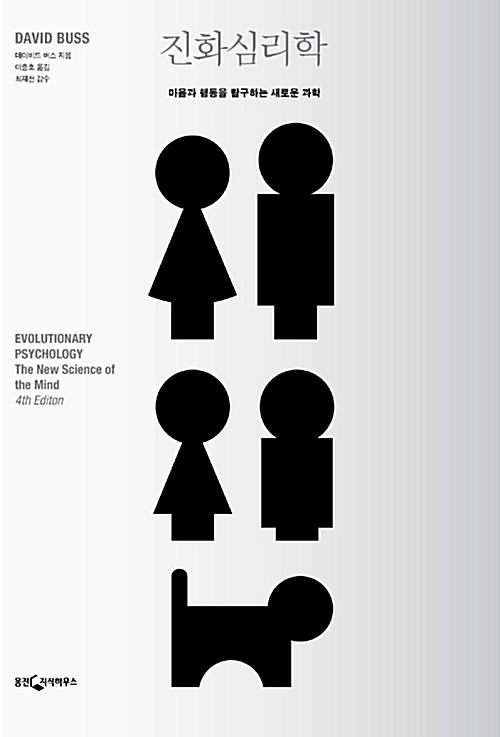 DAVID BUSS
데이비드 버스 지음
이충호 옮김
최재천 감수
진화심리학
마음과 행동을 탐구하는 새로운 과학
EVOLUTIONARY
PSYCHOLOGY
The New Science of
the Mind
4th Editon
웅진 지식하우스